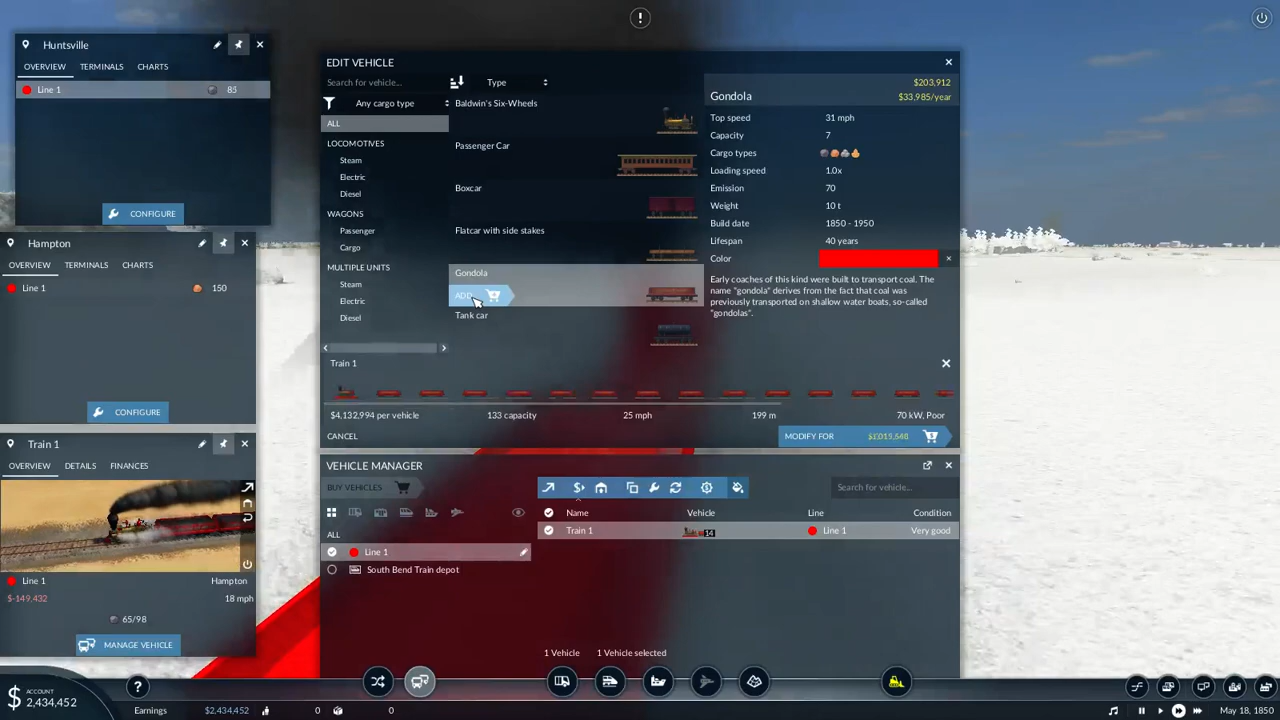 Huntsville
OVERVIEW TERMINALS CHARTS
Line 1 85
CONFIGURE
Hampton
OVERVIEW TERMINALS CHARTS
Line 1 150
CONFIGURE
Train 1
OVERVIEW DETAILS FINANCES
Line 1 Hampton
$-149,432 18 mph
65/98
MANAGE VEHICLE
EDIT VEHICLE
Search for vehicle... Type
Any cargo type
ALL
LOCOMOTIVES
Steam
Electric
Diesel
WAGONS
Passenger
Cargo
MULTIPLE UNITS
Steam
Electric
Diesel
Baldwin's Six-Wheels
Passenger Car
Boxcar
Flatcar with side stakes
Gondola
ADD
Tank car
$203,912
Gondola $33,985/year
Top speed 31 mph
Capacity 7
Cargo types
Loading speed 1.0x
Emission 70
Weight 10 t
Build date 1850 - 1950
Lifespan 40 years
Color
Early coaches of this kind were built to transport coal. The
name "gondola" derives from the fact that coal was
previously transported on shallow water boats, so-called
"gondolas".
Train 1
$4,132,994 per vehicle 133 capacity 25 mph 199 m 70 kW, Poor
CANCEL MODIFY FOR
VEHICLE MANAGER
BUY VEHICLES
Search for vehicle...
ALL
Line 1
South Bend Train depot
Name Vehicle Line Condition
Train 1 14 Line 1 Very good
1 Vehicle 1 Vehicle selected
$ ACCOUNT
2,434,452
?
Earnings $2,434,452 0 0
May 18, 1850